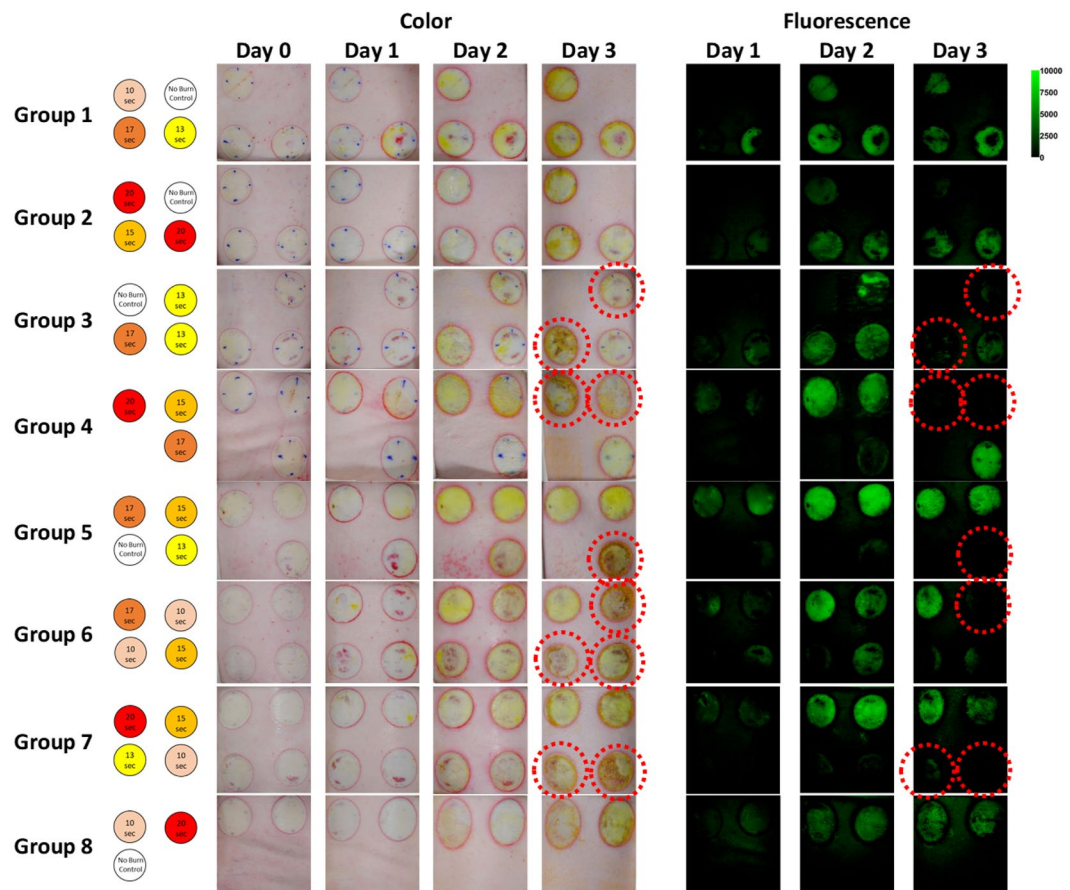 Color
Fluorescence
Day 0 Day 1 Day 2 Day 3 Day 1 Day 2 Day 3
10000
7500
5000
2500
0
Group 1
10 sec
No Burn Control
17 sec
13 sec
Group 2
20 sec
No Burn Control
15 sec
20 sec
Group 3
No Burn Control
13 sec
17 sec
13 sec
Group 4
20 sec
15 sec
17 sec
Group 5
17 sec
15 sec
No Burn Control
13 sec
Group 6
17 sec
10 sec
10 sec
15 sec
Group 7
20 sec
15 sec
13 sec
10 sec
Group 8
10 sec
20 sec
No Burn Control